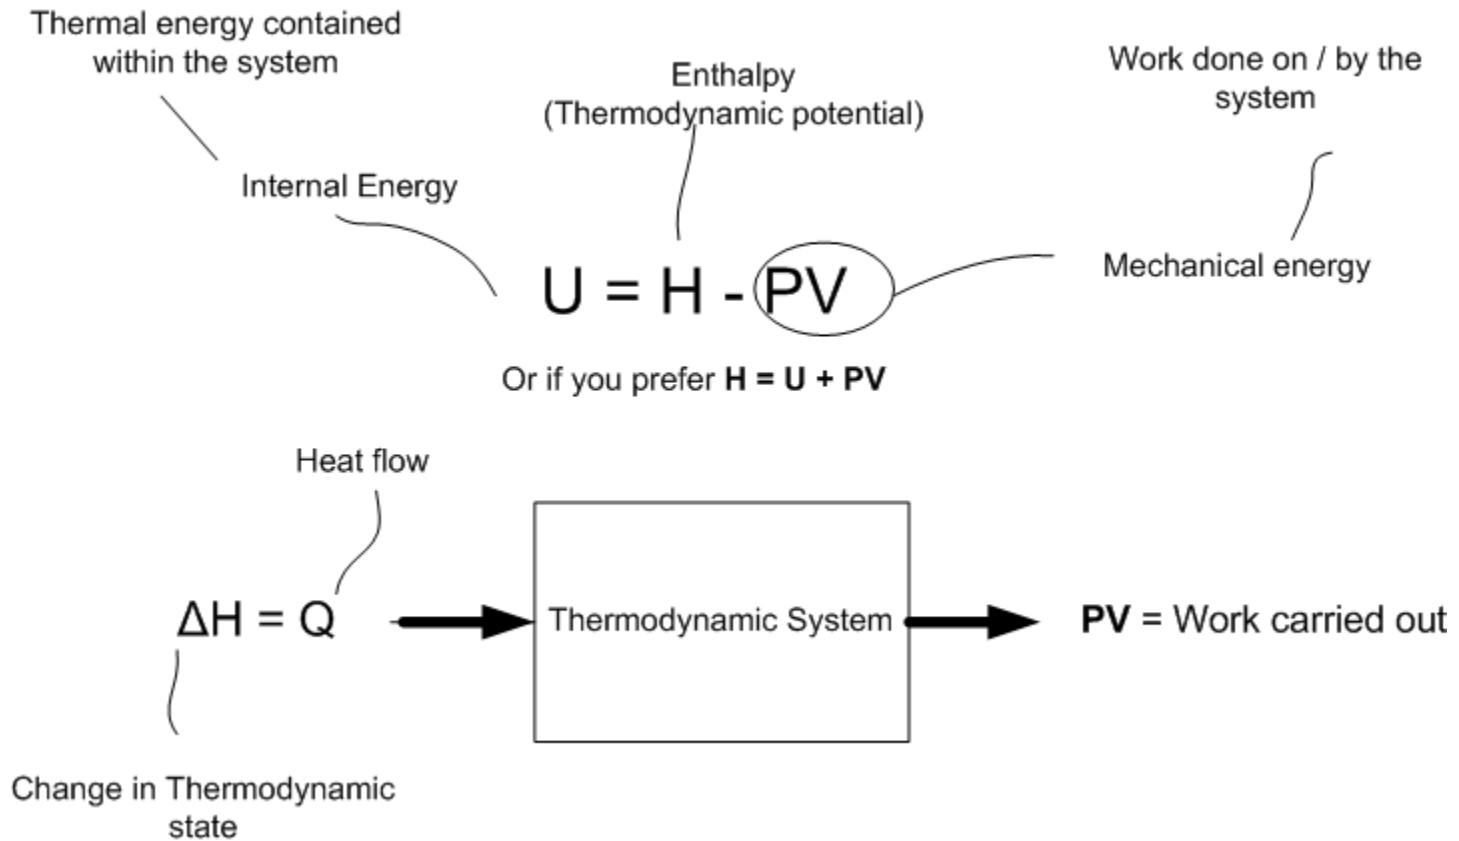 Thermal energy contained
within the system
Enthalpy
(Thermodynamic potential)
Work done on / by the
system
Internal Energy
U = H - PV
Mechanical energy
Or if you prefer H = U + PV
Heat flow
ΔH = Q
Thermodynamic System
PV = Work carried out
Change in Thermodynamic
state